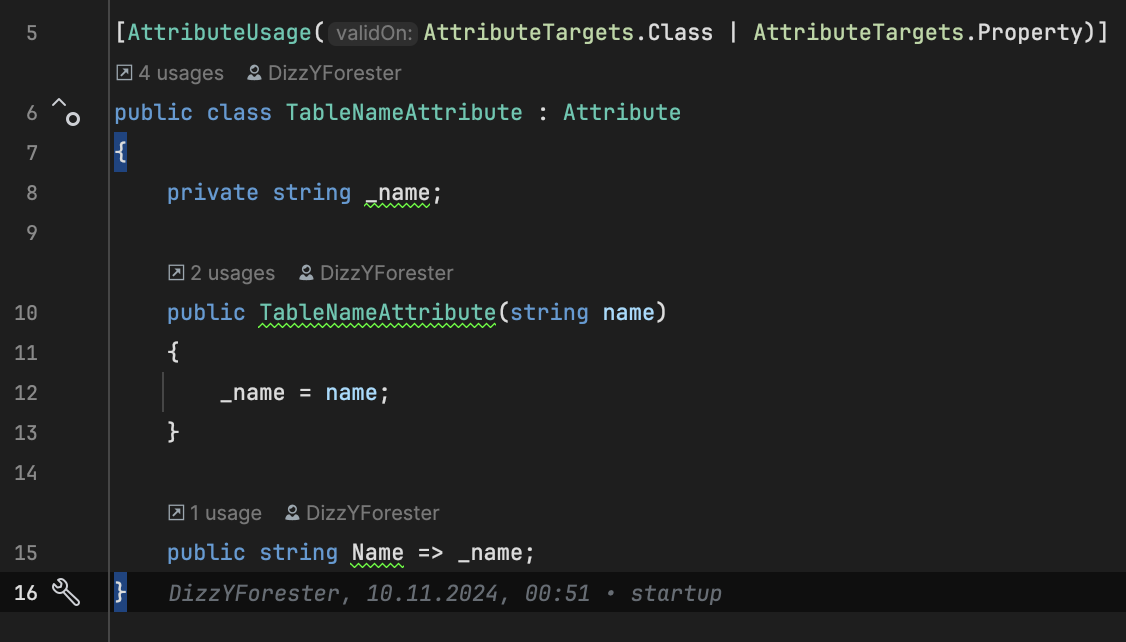 5 [AttributeUsage(validOn: AttributeTargets.Class | AttributeTargets.Property)]
4 usages DizzYForester
6 public class TableNameAttribute : Attribute
7 {
8 private string _name;
9
2 usages DizzYForester
10 public TableNameAttribute(string name)
11 {
12 _name = name;
13 }
14
1 usage DizzYForester
15 public string Name => _name;
16 } DizzYForester, 10.11.2024, 00:51 • startup